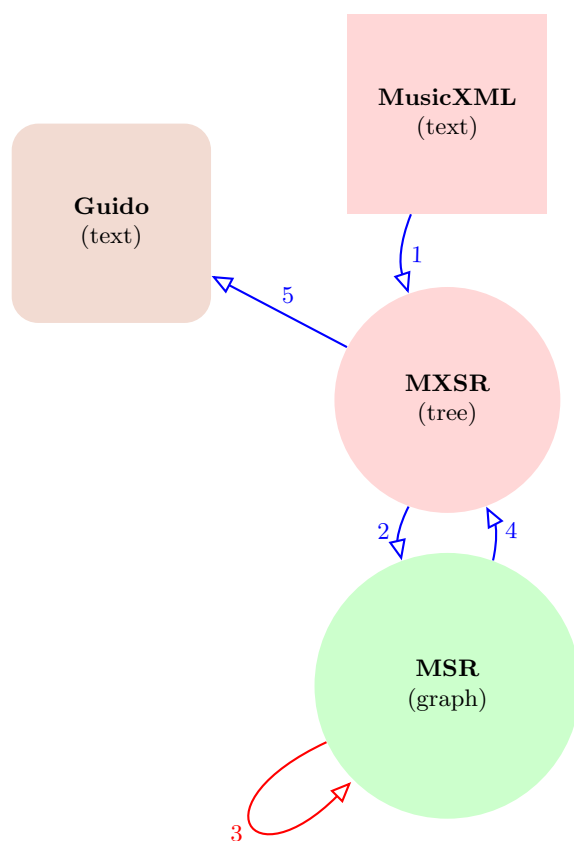 MusicXML
(text)
Guido
(text)
1
5
MXSR
(tree)
2
4
MSR
(graph)
3